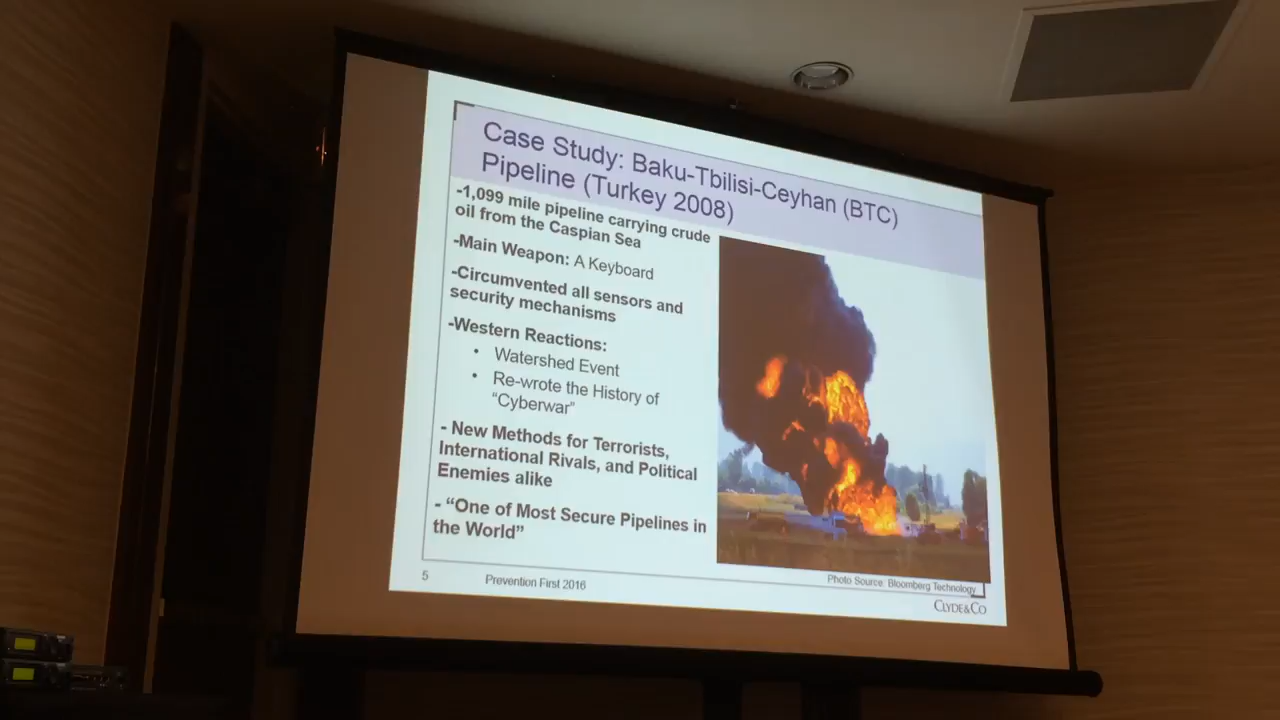 Case Study: Baku-Tbilisi-Ceyhan (BTC)
Pipeline (Turkey 2008)
-1,099 mile pipeline carrying crude
oil from the Caspian Sea
-Main Weapon: A Keyboard
-Circumvented all sensors and
security mechanisms
-Western Reactions:
• Watershed Event
• Re-wrote the History of
“Cyberwar”
- New Methods for Terrorists,
International Rivals, and Political
Enemies alike
- “One of Most Secure Pipelines in
the World”
Photo Source: Bloomberg Technology
5 Prevention First 2016
CLYDE&CO